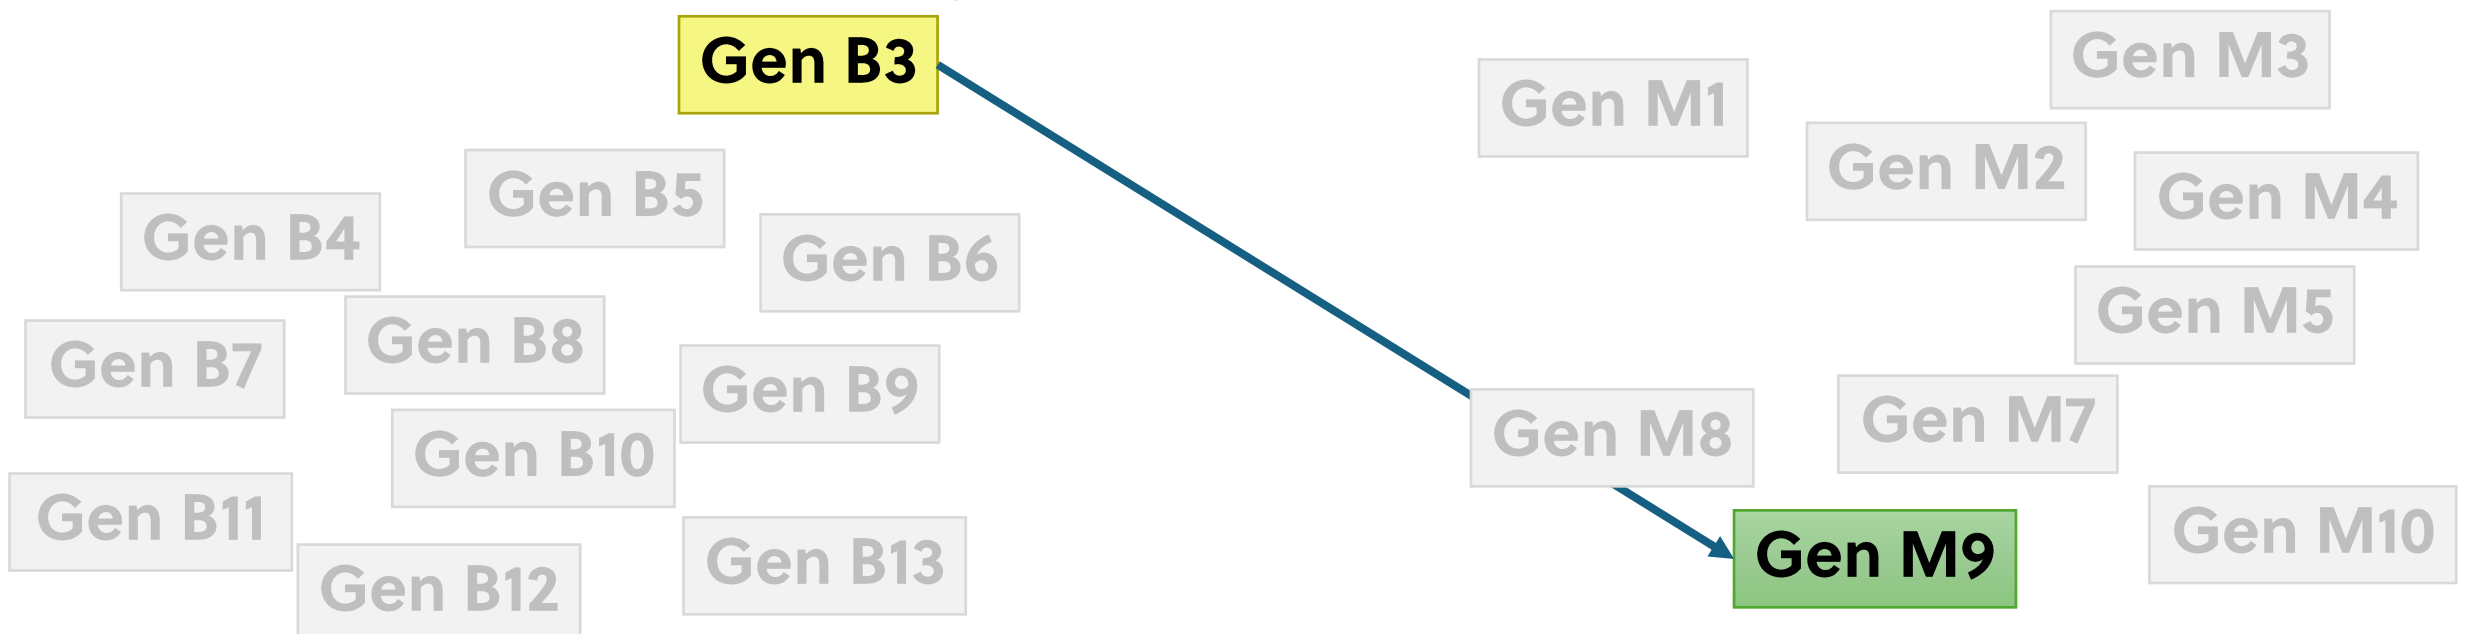 Gen B3
Gen M1
Gen M3
Gen M2
Gen B5
Gen B4
Gen B6
Gen M4
Gen M5
Gen B8
Gen B7
Gen B9
Gen M8
Gen M7
Gen B10
Gen B11
Gen B12
Gen B13
Gen M9
Gen M10